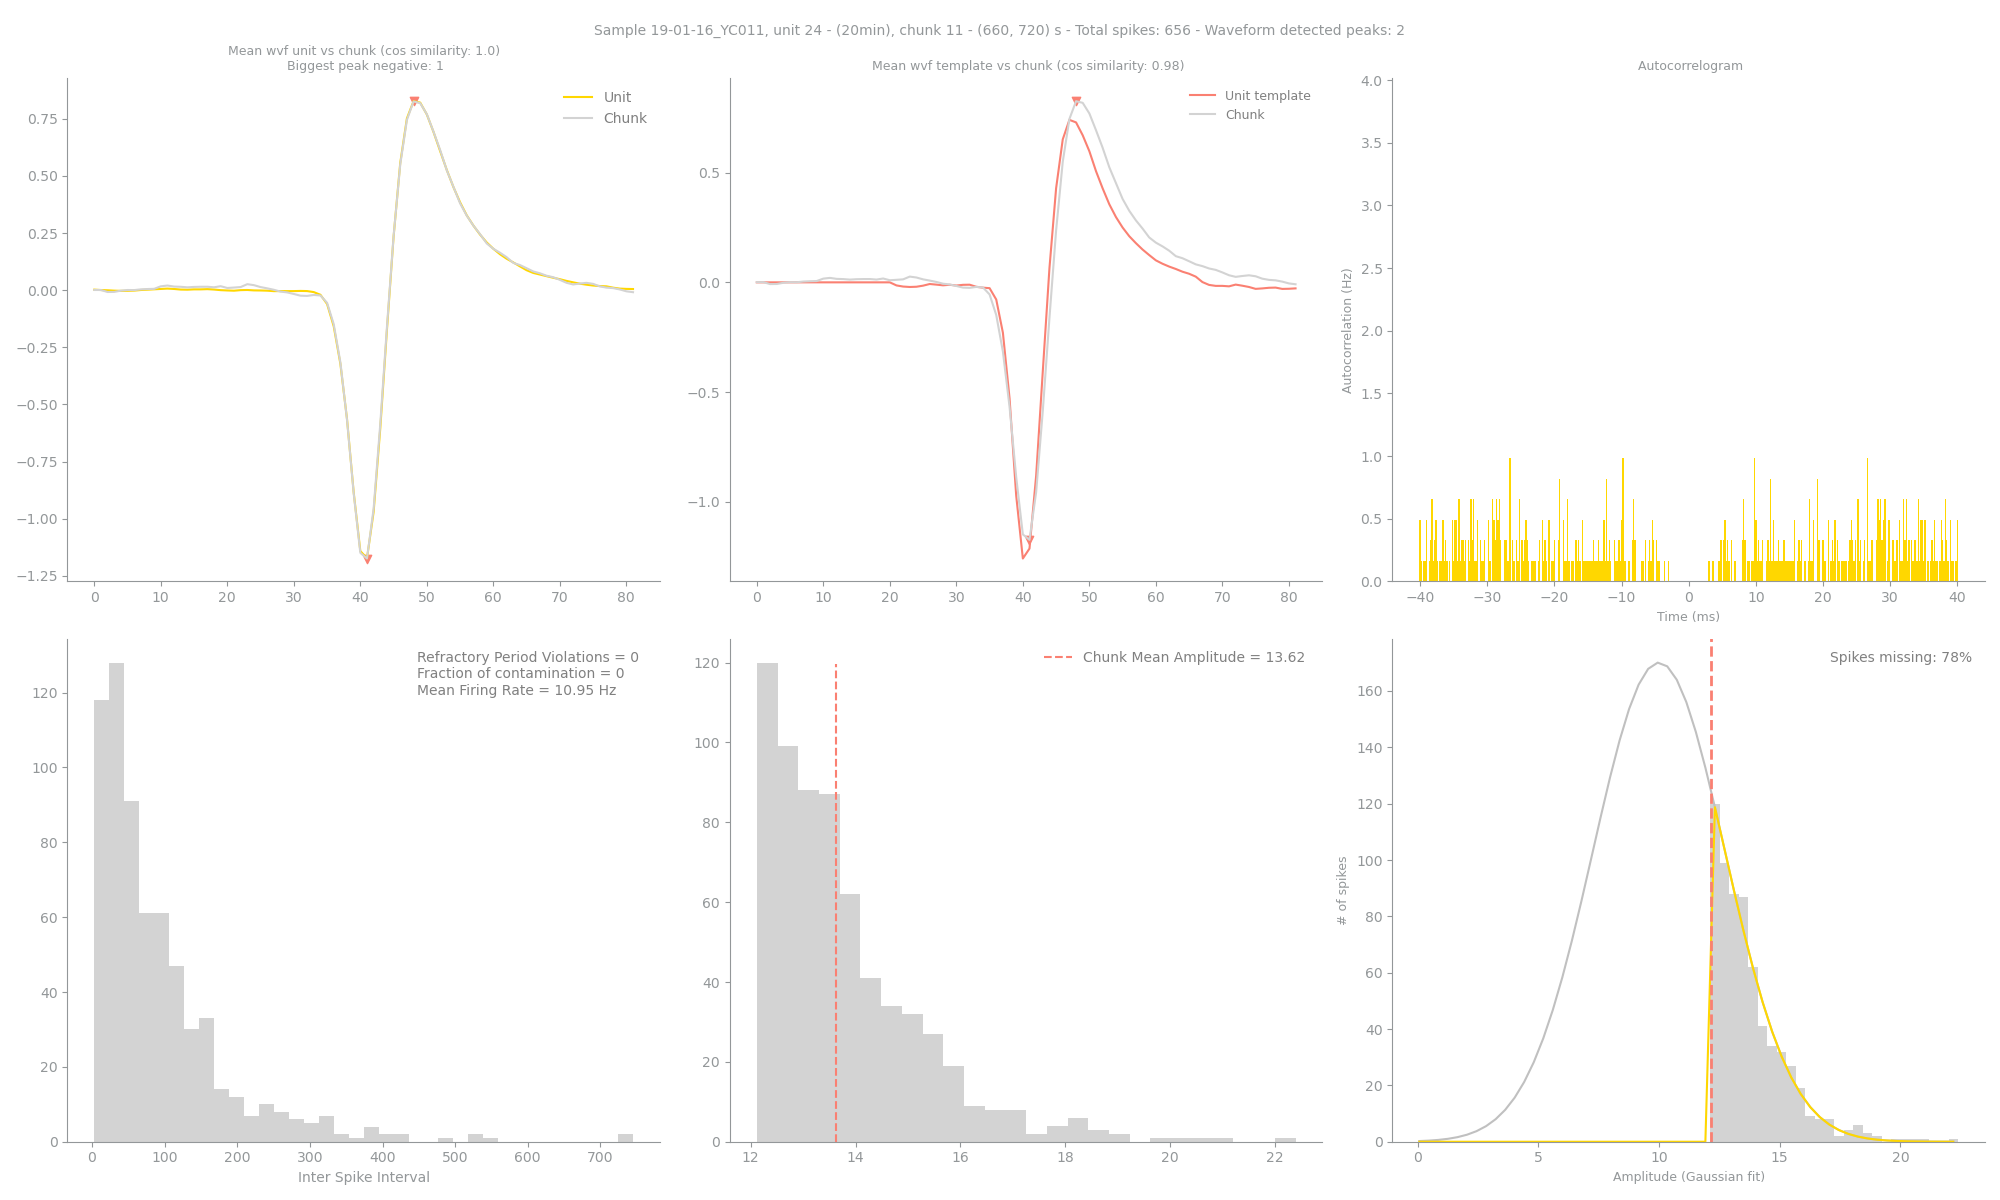 Sample 19-01-16_YC011, unit 24 - (20min), chunk 11 - (660, 720) s - Total spikes: 656 - Waveform detected peaks: 2
Mean wvf unit vs chunk (cos similarity: 1.0)
Biggest peak negative: 1
Unit
Chunk
0.75
0.50
0.25
0.00
−0.25
−0.50
−0.75
−1.00
−1.25
0 10 20 30 40 50 60 70 80
Mean wvf template vs chunk (cos similarity: 0.98)
Unit template
Chunk
0.5
0.0
−0.5
−1.0
0 10 20 30 40 50 60 70 80
Autocorrelogram
Autocorrelation (Hz)
4.0
3.5
3.0
2.5
2.0
1.5
1.0
0.5
0.0
−40 −30 −20 −10 0 10 20 30 40
Time (ms)
Refractory Period Violations = 0
Fraction of contamination = 0
Mean Firing Rate = 10.95 Hz
120
100
80
60
40
20
0
0 100 200 300 400 500 600 700
Inter Spike Interval
Chunk Mean Amplitude = 13.62
120
100
80
60
40
20
0
12 14 16 18 20 22
Spikes missing: 78%
# of spikes
160
140
120
100
80
60
40
20
0
0 5 10 15 20
Amplitude (Gaussian fit)